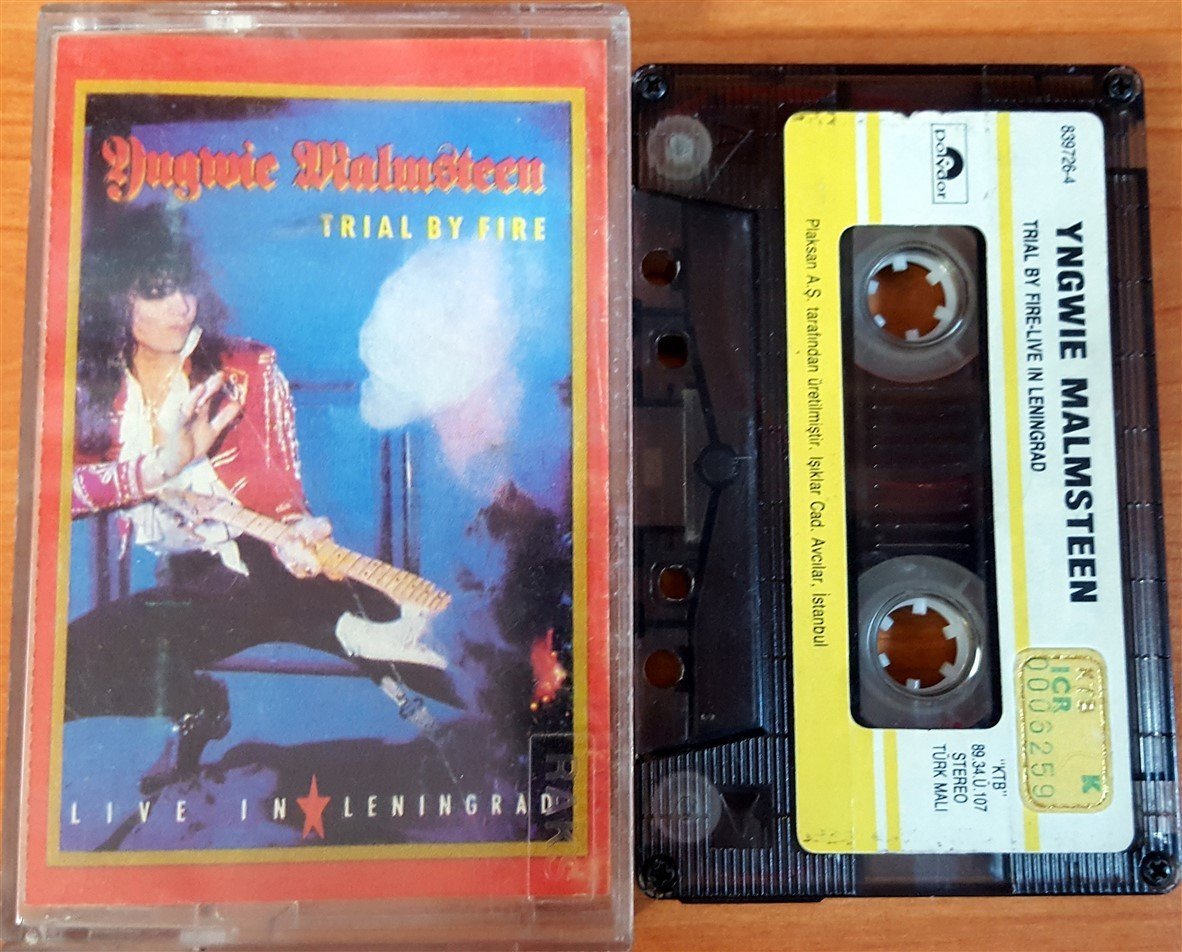 Yngwie Malmsteen
TRIAL BY FIRE
LIVE IN ★ LENINGRAD
RAKS
A
839726-4
polydor
YNGWIE MALMSTEEN
TRIAL BY FIRE-LIVE IN LENINGRAD
Plaksan A.Ş. tarafından üretilmiştir. Işıklar Cad. Avcılar, İstanbul
"KTB"
89.34.Ü.107
STEREO
TÜRK MALI
KTB K
ICR
0006259